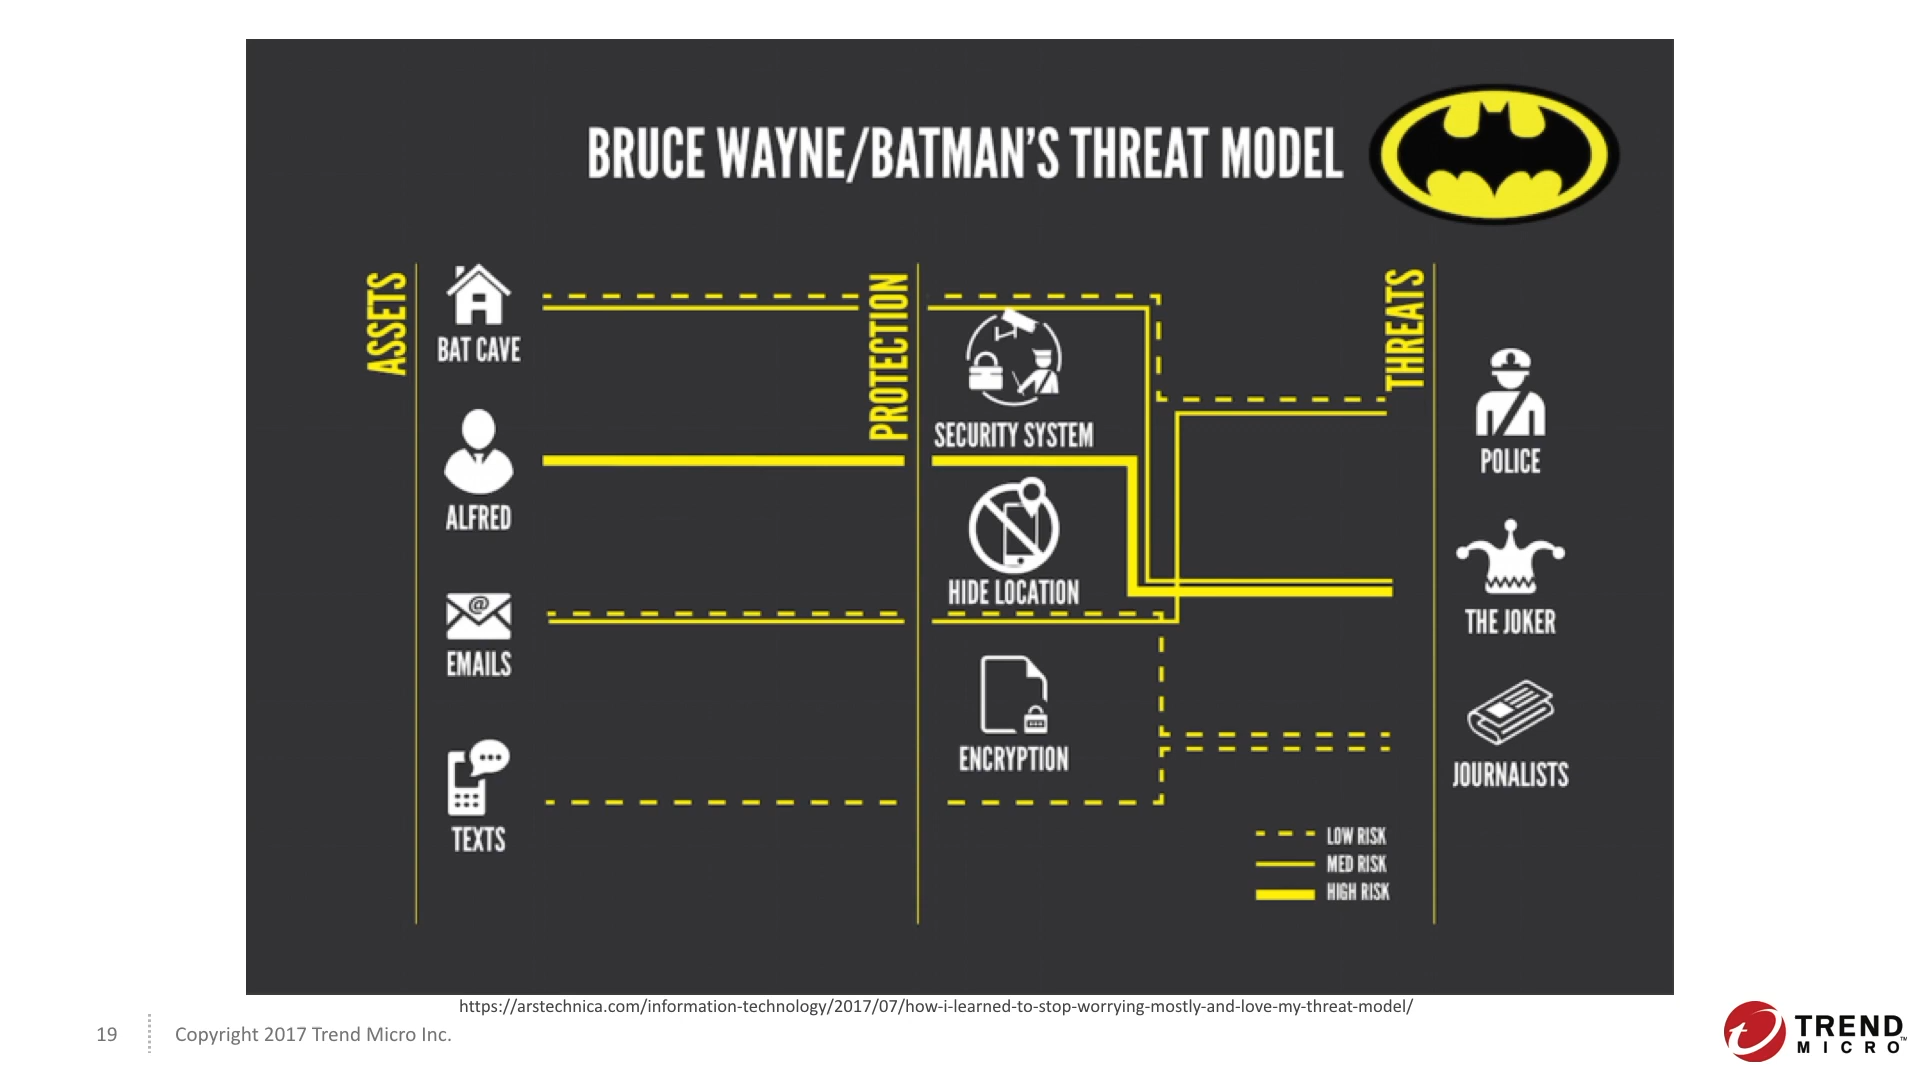 BRUCE WAYNE/BATMAN'S THREAT MODEL
ASSETS
BAT CAVE
ALFRED
EMAILS
TEXTS
PROTECTION
SECURITY SYSTEM
HIDE LOCATION
ENCRYPTION
THREATS
POLICE
THE JOKER
JOURNALISTS
LOW RISK
MED RISK
HIGH RISK
https://arstechnica.com/information-technology/2017/07/how-i-learned-to-stop-worrying-mostly-and-love-my-threat-model/
19
Copyright 2017 Trend Micro Inc.
TREND
MICRO™